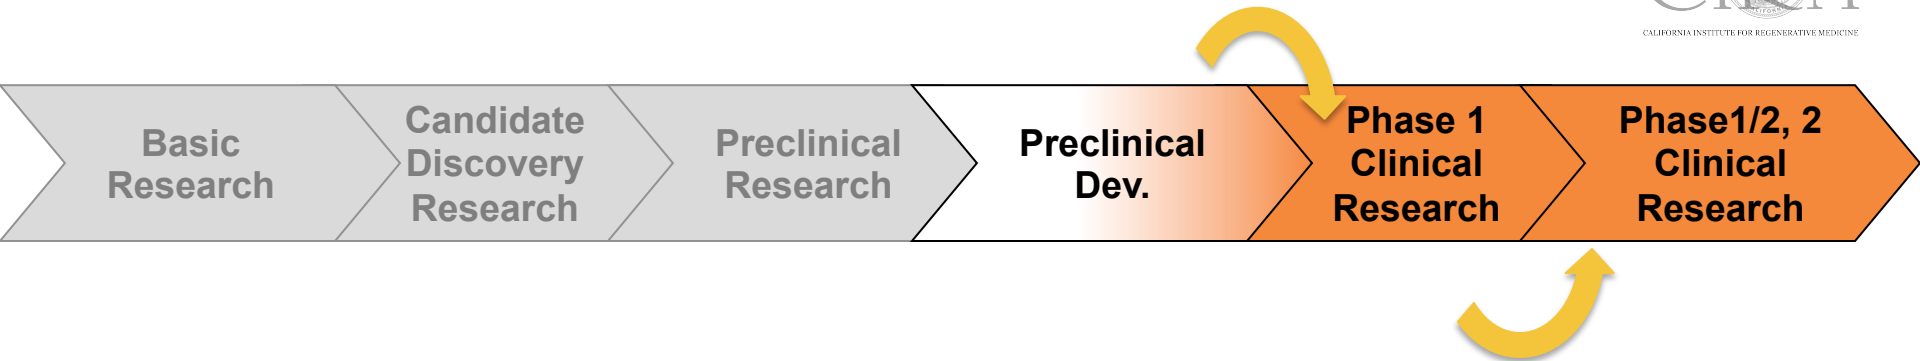 CALIFORNIA INSTITUTE FOR REGENERATIVE MEDICINE
Basic
Research
Candidate
Discovery
Research
Preclinical
Research
Preclinical
Dev.
Phase 1
Clinical
Research
Phase1/2, 2
Clinical
Research